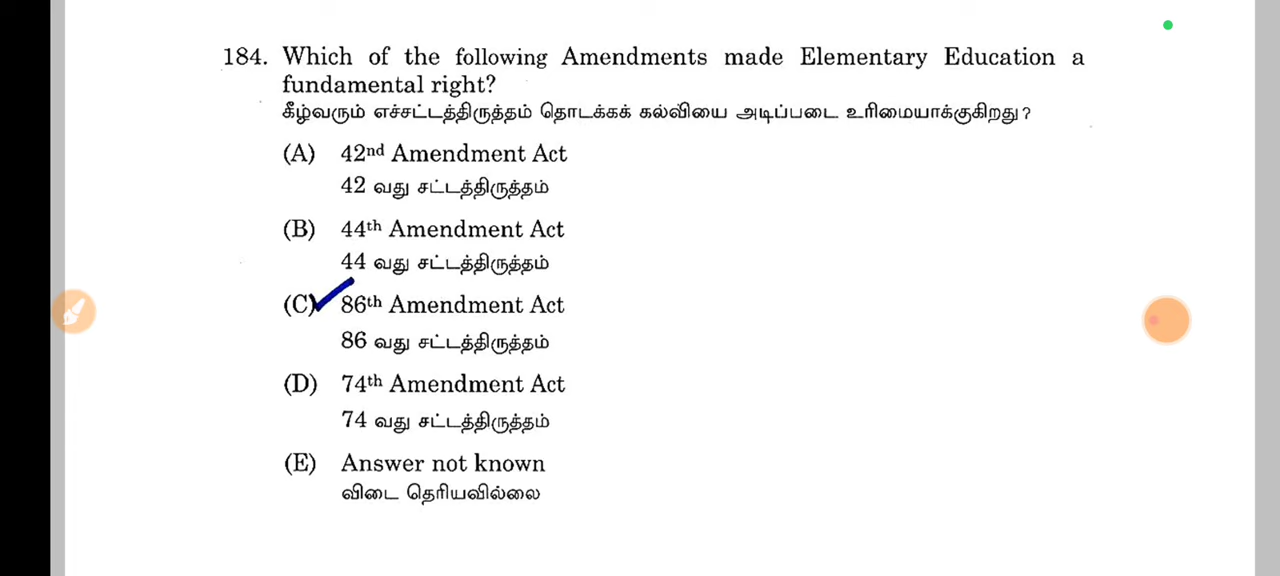 184. Which of the following Amendments made Elementary Education a
fundamental right?
கீழ்வரும் எச்சட்டத்திருத்தம் தொடக்கக் கல்வியை அடிப்படை உரிமையாக்குகிறது?
(A) 42nd Amendment Act
42 வது சட்டத்திருத்தம்
(B) 44th Amendment Act
44 வது சட்டத்திருத்தம்
(C) 86th Amendment Act
86 வது சட்டத்திருத்தம்
(D) 74th Amendment Act
74 வது சட்டத்திருத்தம்
(E) Answer not known
விடை தெரியவில்லை